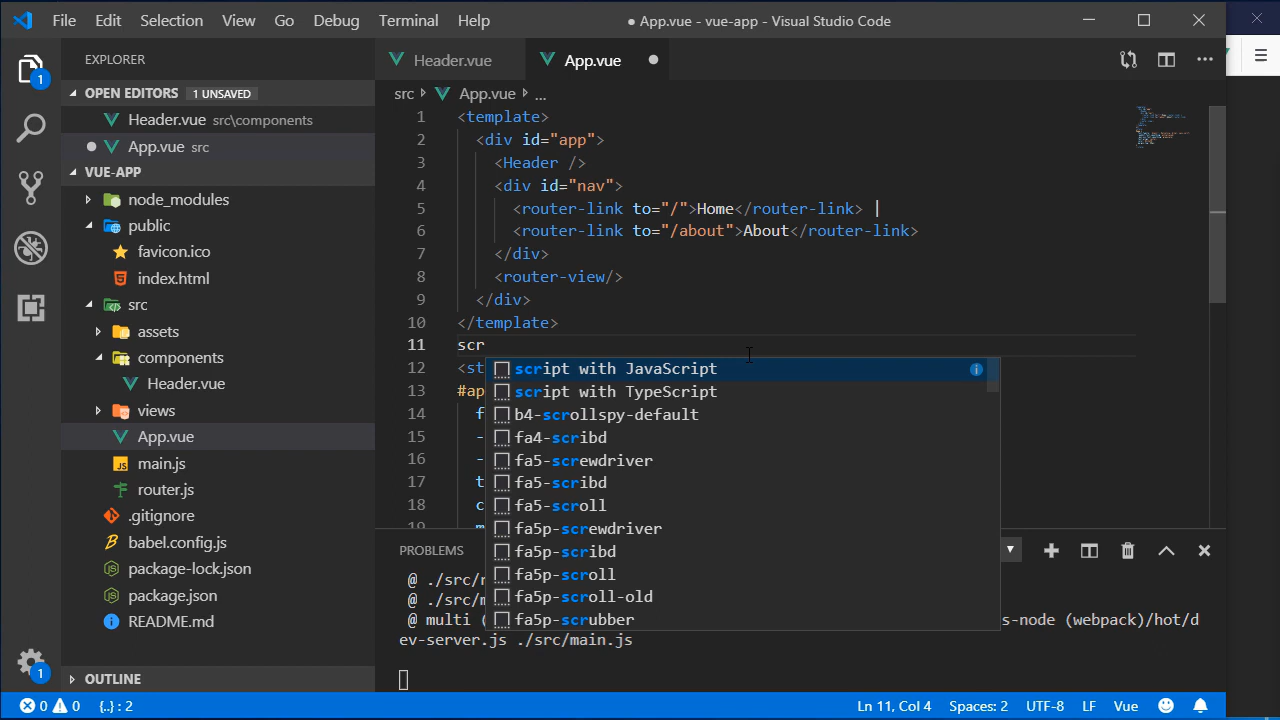 File Edit Selection View Go Debug Terminal Help
● App.vue - vue-app - Visual Studio Code
EXPLORER
OPEN EDITORS 1 UNSAVED
Header.vue src\components
App.vue src
VUE-APP
node_modules
public
favicon.ico
index.html
src
assets
components
Header.vue
views
App.vue
main.js
router.js
.gitignore
babel.config.js
package-lock.json
package.json
README.md
OUTLINE
1
1
Header.vue App.vue
src App.vue ...
1 <template>
2 <div id="app">
3 <Header />
4 <div id="nav">
5 <router-link to="/">Home</router-link> |
6 <router-link to="/about">About</router-link>
7 </div>
8 <router-view/>
9 </div>
10 </template>
11 scr
12 <st
13 #ap
14 f
15 -
16 -
17 t
18 c
19 m
script with JavaScript
script with TypeScript
b4-scrollspy-default
fa4-scribd
fa5-screwdriver
fa5-scribd
fa5-scroll
fa5p-screwdriver
fa5p-scribd
fa5p-scroll
fa5p-scroll-old
fa5p-scrubber
PROBLEMS
@ ./src/r
@ ./src/m
@ multi ( s-node (webpack)/hot/d
ev-server.js ./src/main.js
0 0 {..} : 2
Ln 11, Col 4 Spaces: 2 UTF-8 LF Vue